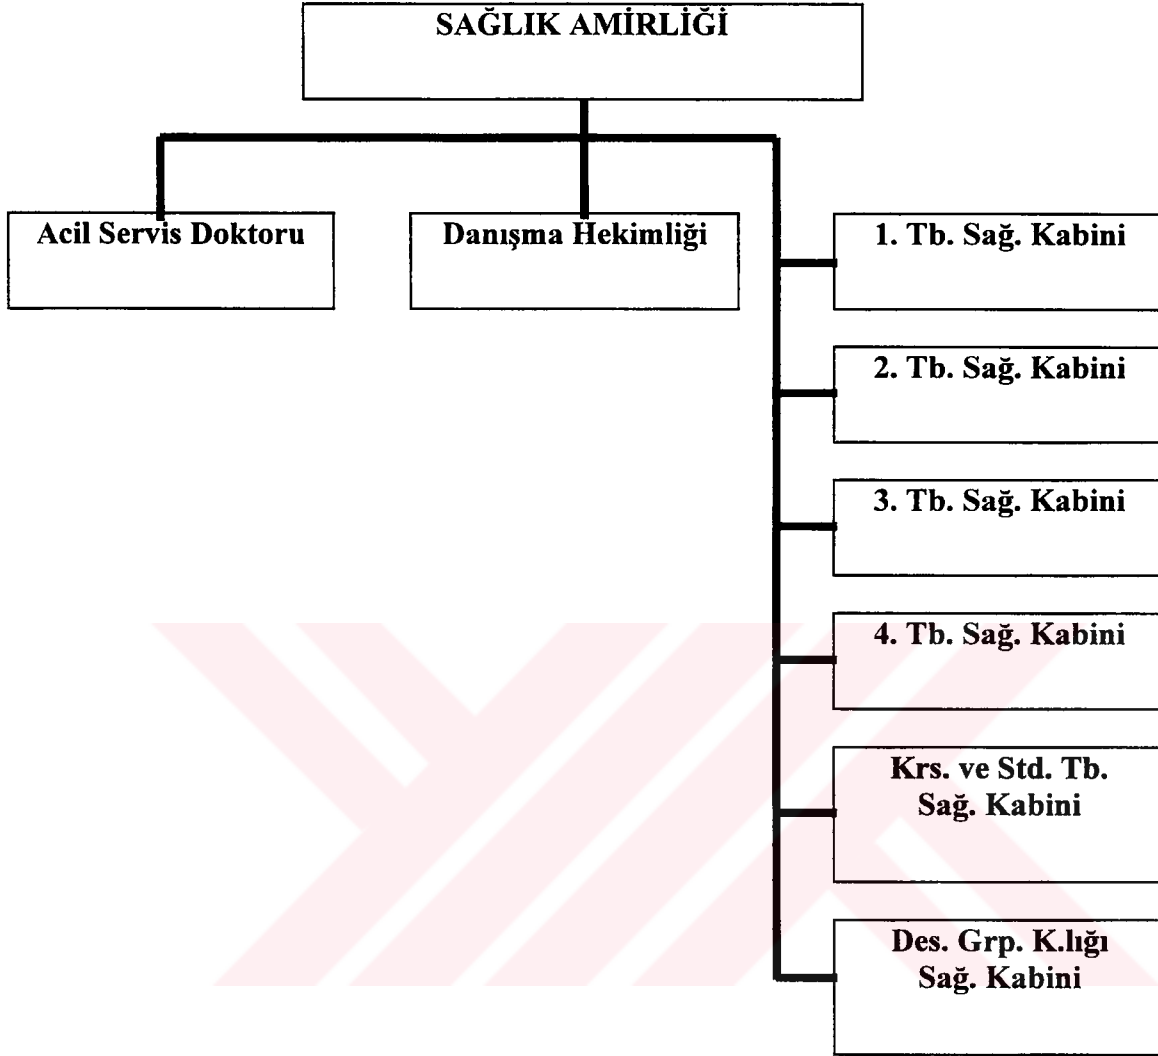 SAĞLIK AMİRLİĞİ
Acil Servis Doktoru
Danışma Hekimliği
1. Tb. Sağ. Kabini
2. Tb. Sağ. Kabini
3. Tb. Sağ. Kabini
4. Tb. Sağ. Kabini
Krs. ve Std. Tb.
Sağ. Kabini
Des. Grp. K.lığı
Sağ. Kabini